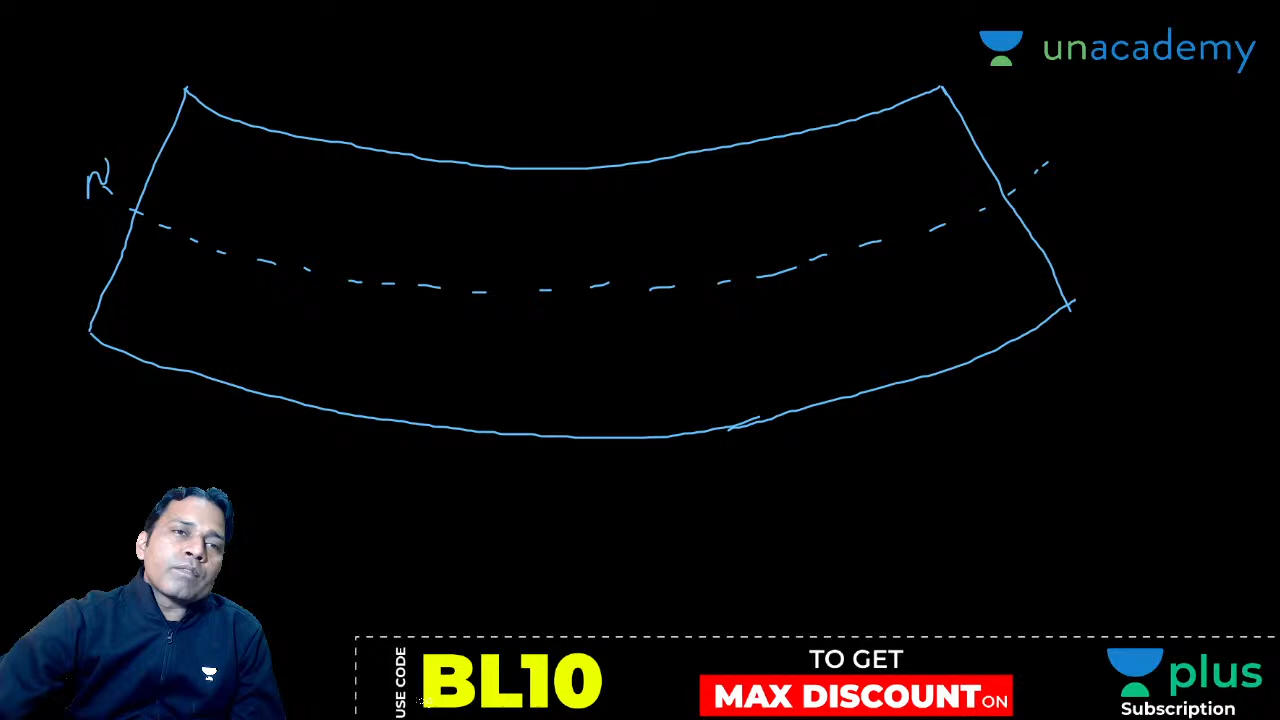 unacademy
N
USE CODE
BL10
TO GET
MAX DISCOUNT ON
plus
Subscription